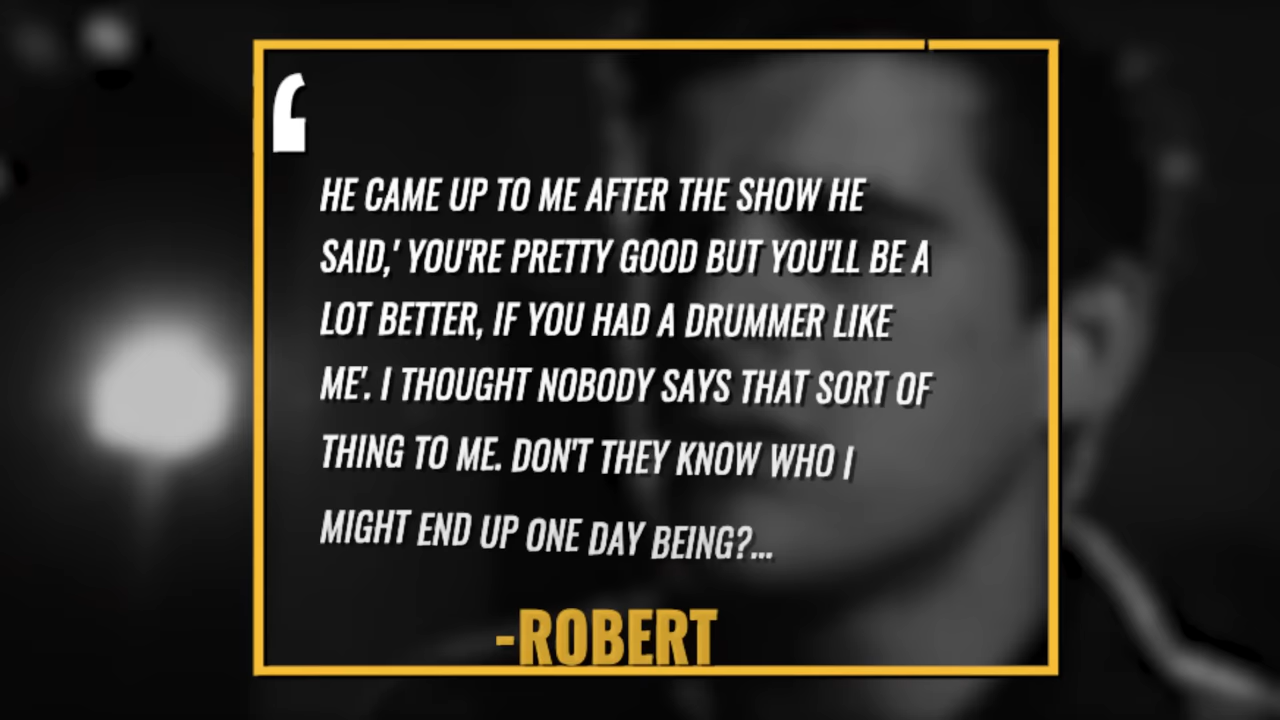 ‘
HE CAME UP TO ME AFTER THE SHOW HE
SAID,' YOU'RE PRETTY GOOD BUT YOU'LL BE A
LOT BETTER, IF YOU HAD A DRUMMER LIKE
ME'. I THOUGHT NOBODY SAYS THAT SORT OF
THING TO ME. DON'T THEY KNOW WHO I
MIGHT END UP ONE DAY BEING?...
-ROBERT